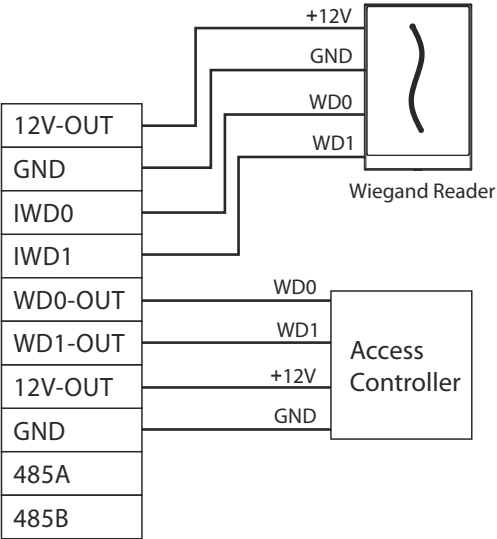 +12V
GND
WD0
WD1
Wiegand Reader
12V-OUT
GND
IWD0
IWD1
WD0-OUT
WD1-OUT
12V-OUT
GND
485A
485B
WD0
WD1
+12V
GND
Access
Controller